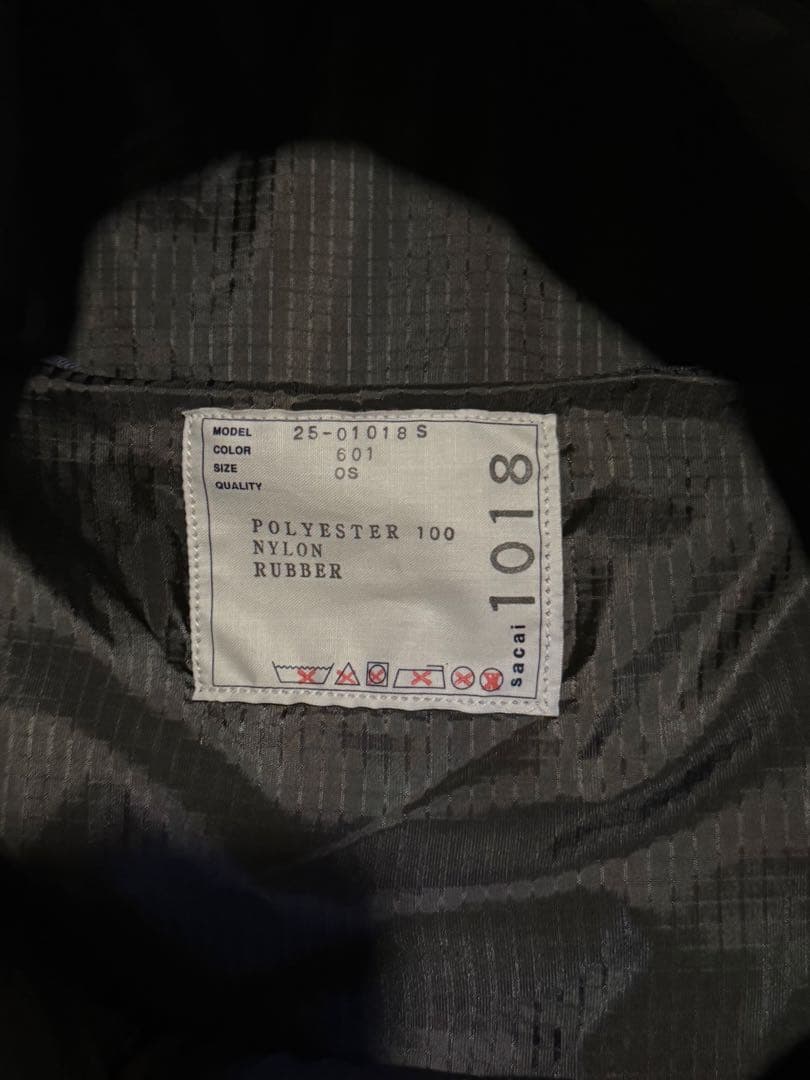 MODEL 25-01018 S
COLOR 601
SIZE OS
QUALITY
POLYESTER 100
NYLON
RUBBER
sacai 1018